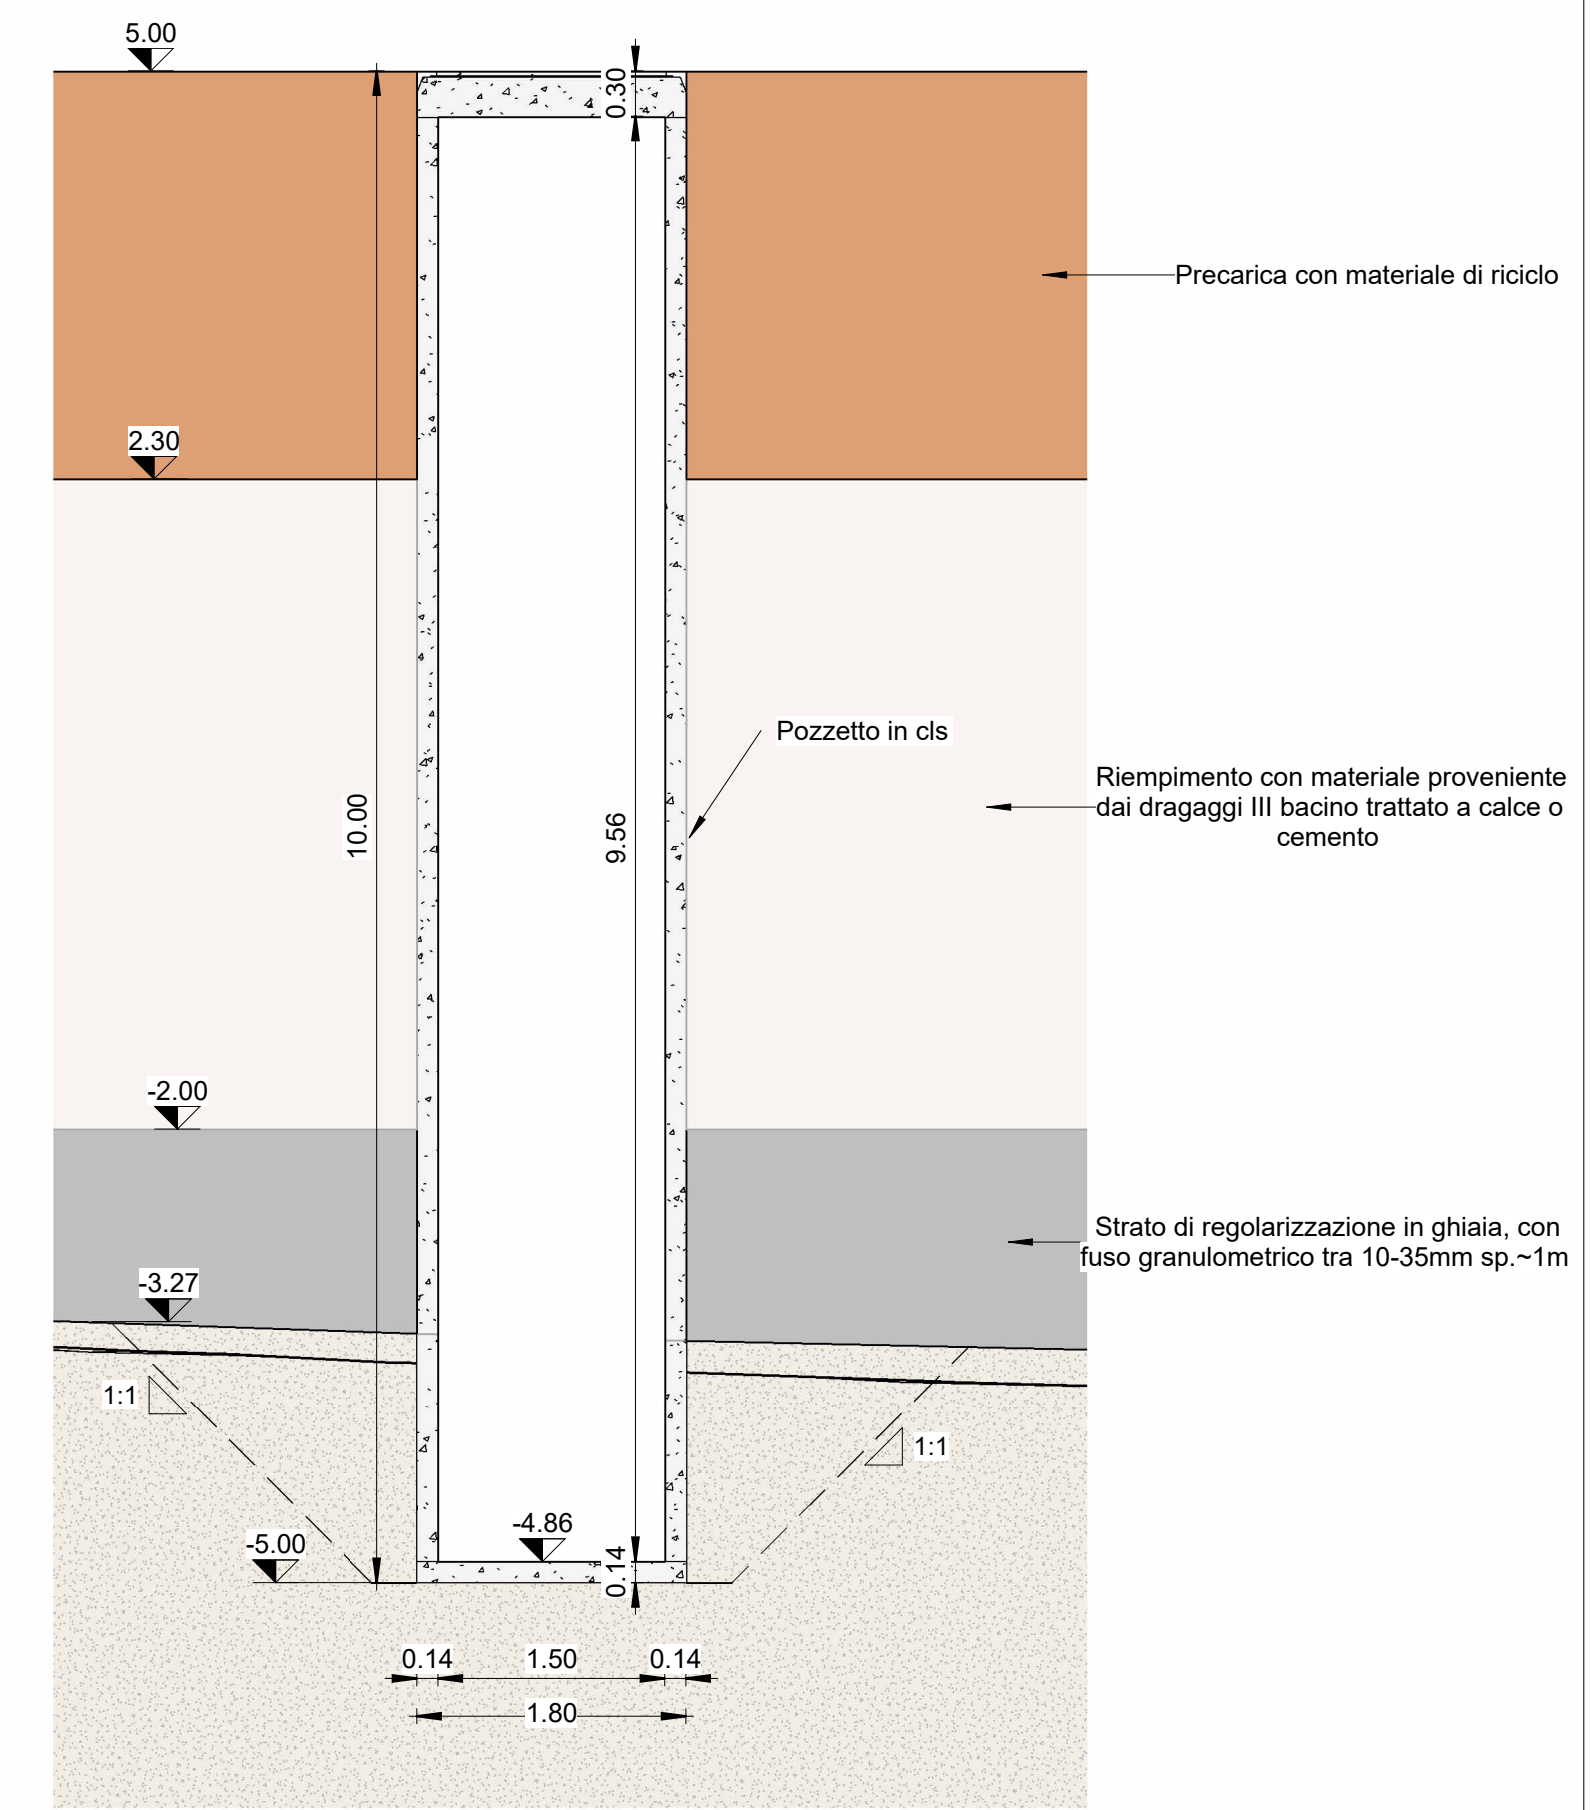 5.00
0.30
Precarica con materiale di riciclo
2.30
Pozzetto in cls
Riempimento con materiale proveniente
dai dragaggi III bacino trattato a calce o
cemento
10.00
9.56
-2.00
Strato di regolarizzazione in ghiaia, con
fuso granulometrico tra 10-35mm sp.~1m
-3.27
1:1
1:1
-4.86
-5.00
0.14
0.14
1.50
0.14
1.80